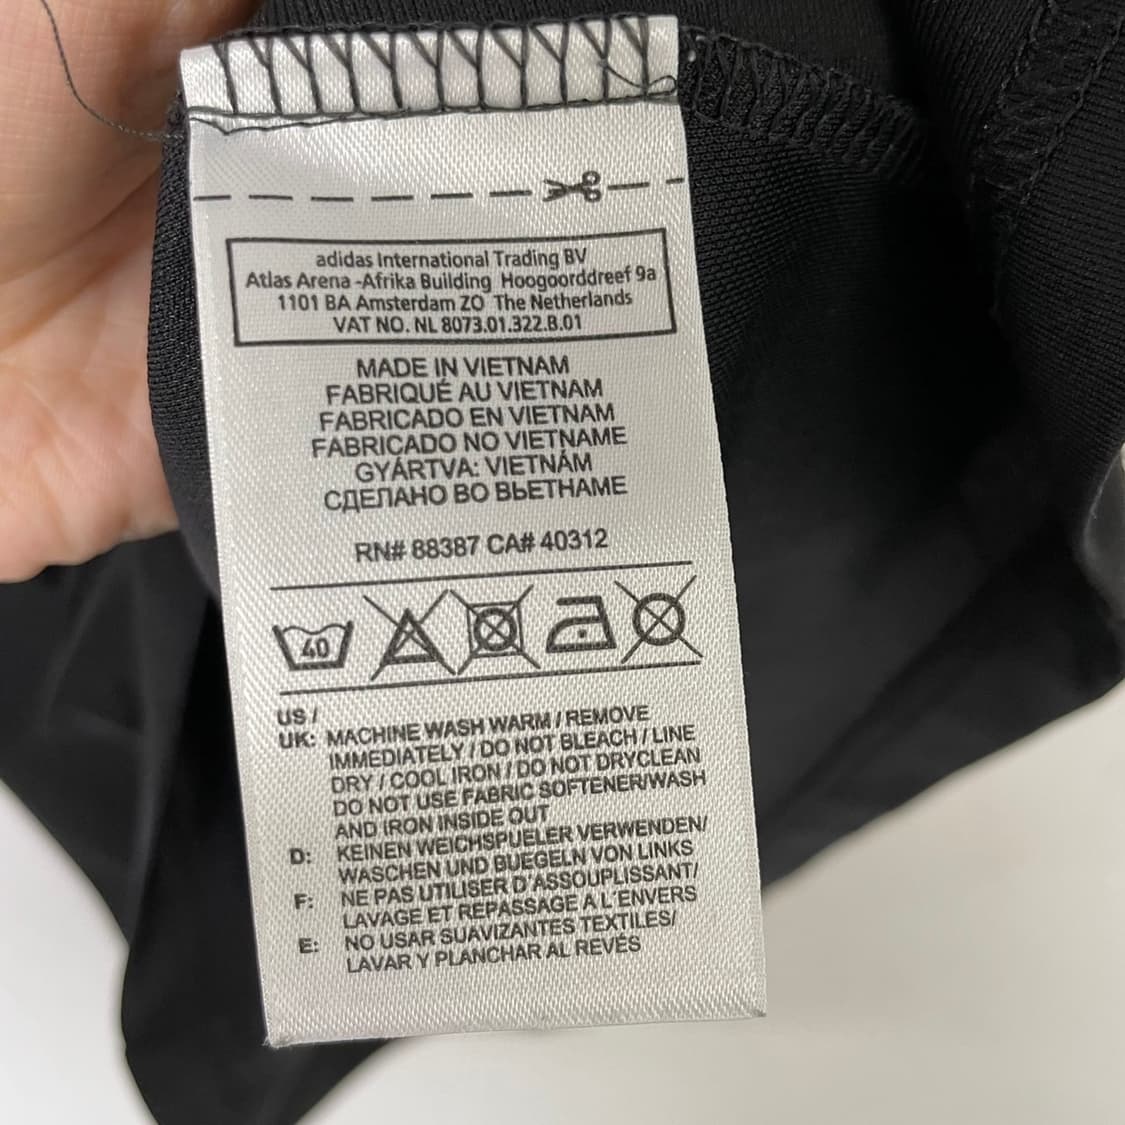 adidas International Trading BV
Atlas Arena -Afrika Building Hoogoorddreef 9a
1101 BA Amsterdam ZO The Netherlands
VAT NO. NL 8073.01.322.B.01
MADE IN VIETNAM
FABRIQUÉ AU VIETNAM
FABRICADO EN VIETNAM
FABRICADO NO VIETNAME
GYÁRTVA: VIETNÁM
СДЕЛАНО ВО ВЬЕТНАМЕ
RN# 88387 CA# 40312
40
US /
UK: MACHINE WASH WARM / REMOVE
IMMEDIATELY / DO NOT BLEACH / LINE
DRY / COOL IRON / DO NOT DRYCLEAN
DO NOT USE FABRIC SOFTENER/WASH
AND IRON INSIDE OUT
D: KEINEN WEICHSPUELER VERWENDEN/
WASCHEN UND BUEGELN VON LINKS
F: NE PAS UTILISER D'ASSOUPLISSANT/
LAVAGE ET REPASSAGE A L'ENVERS
E: NO USAR SUAVIZANTES TEXTILES/
LAVAR Y PLANCHAR AL REVÉS